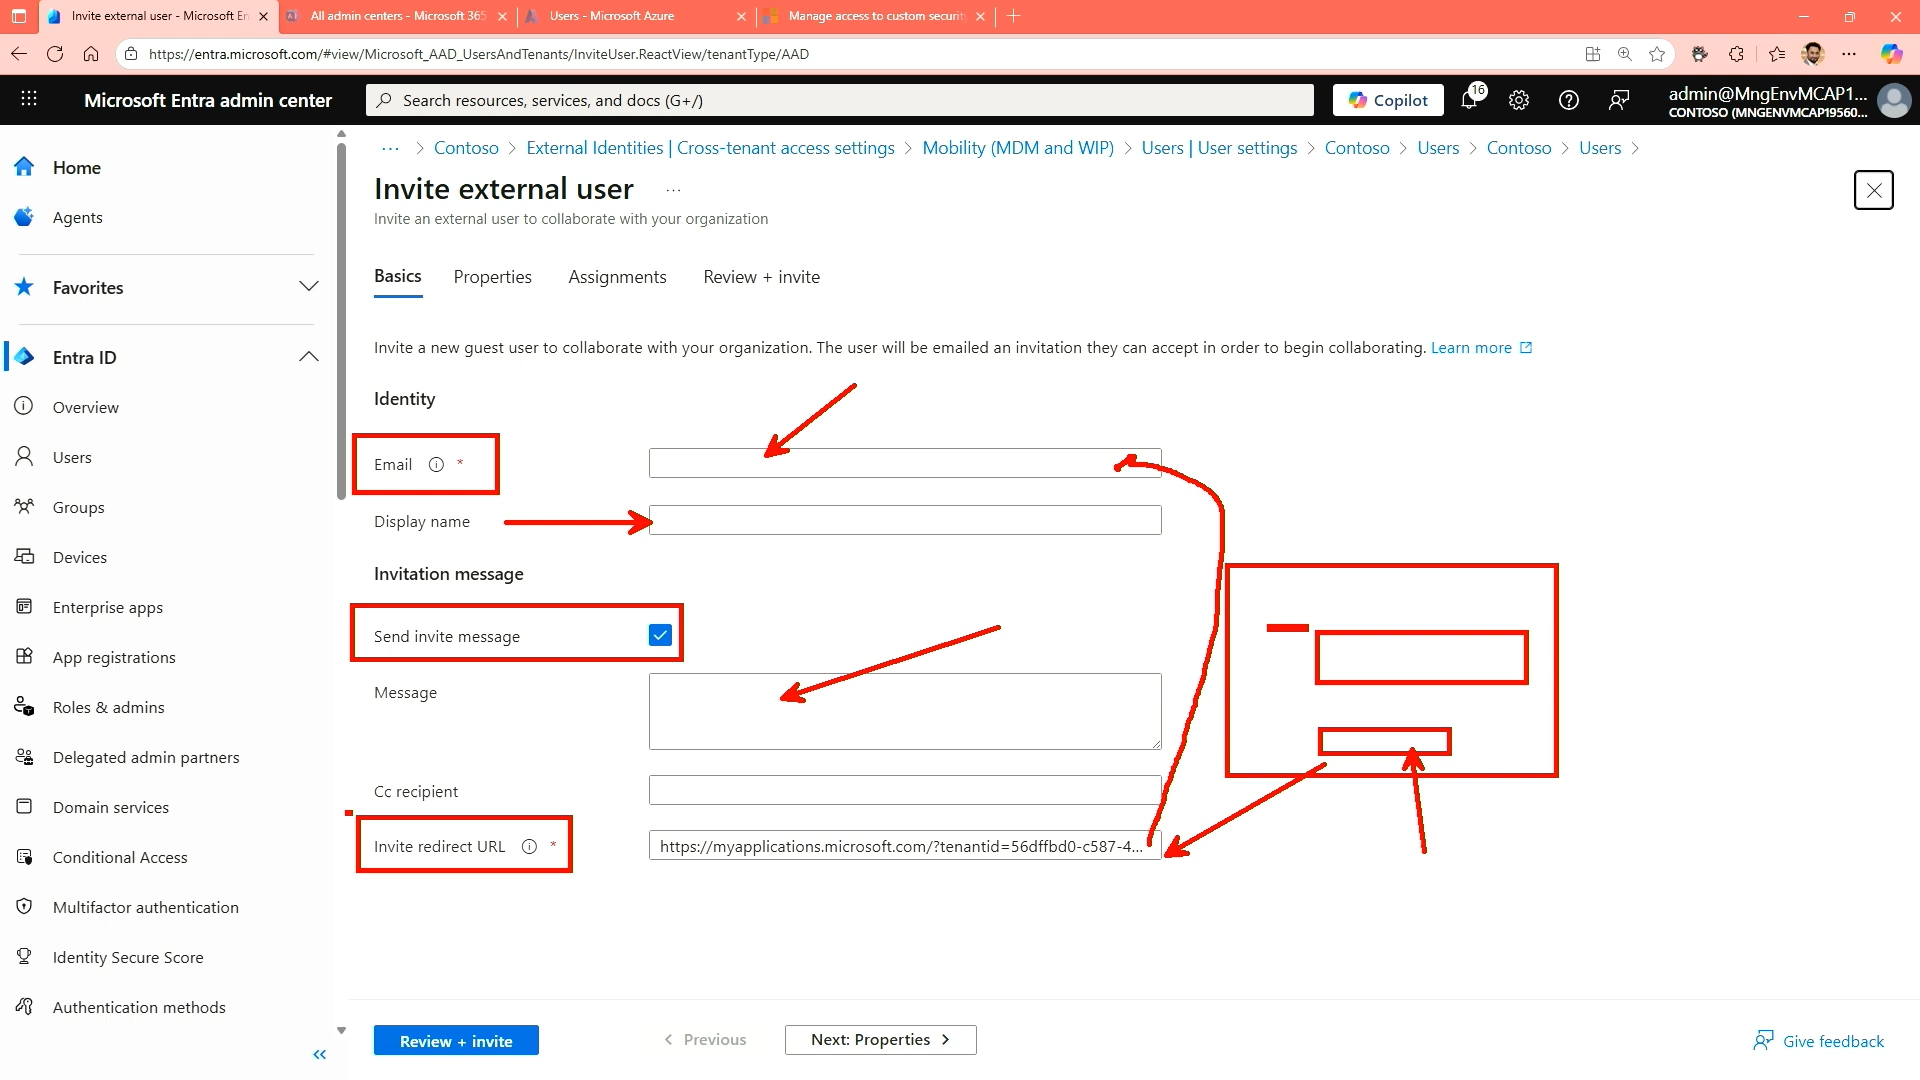 Invite external user - Microsoft En
All admin centers - Microsoft 365
Users - Microsoft Azure
Manage access to custom securit
https://entra.microsoft.com/#view/Microsoft_AAD_UsersAndTenants/InviteUser.ReactView/tenantType/AAD
Microsoft Entra admin center
Search resources, services, and docs (G+/)
Copilot
16
admin@MngEnvMCAP1...
CONTOSO (MNGENVMCAP19560...
Home
Agents
Favorites
Entra ID
Overview
Users
Groups
Devices
Enterprise apps
App registrations
Roles & admins
Delegated admin partners
Domain services
Conditional Access
Multifactor authentication
Identity Secure Score
Authentication methods
... > Contoso > External Identities | Cross-tenant access settings > Mobility (MDM and WIP) > Users | User settings > Contoso > Users > Contoso > Users >
Invite external user ...
Invite an external user to collaborate with your organization
Basics Properties Assignments Review + invite
Invite a new guest user to collaborate with your organization. The user will be emailed an invitation they can accept in order to begin collaborating. Learn more
Identity
Email *
Display name
Invitation message
Send invite message
Message
Cc recipient
Invite redirect URL * https://myapplications.microsoft.com/?tenantid=56dffbd0-c587-4...
Review + invite
< Previous
Next: Properties >
Give feedback